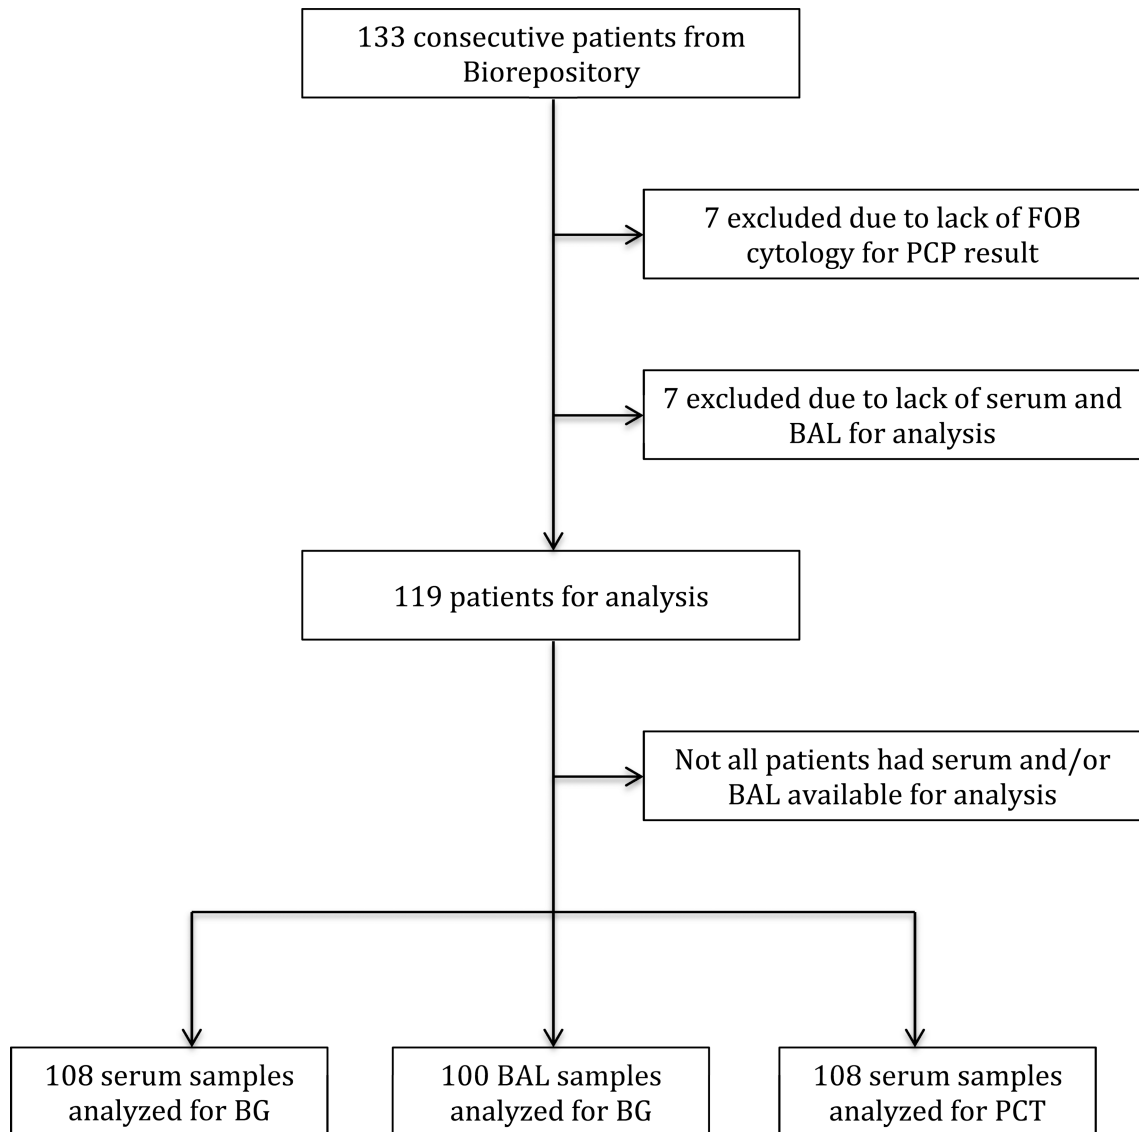 133 consecutive patients from
Biorepository
7 excluded due to lack of FOB
cytology for PCP result
7 excluded due to lack of serum and
BAL for analysis
119 patients for analysis
Not all patients had serum and/or
BAL available for analysis
108 serum samples
analyzed for BG
100 BAL samples
analyzed for BG
108 serum samples
analyzed for PCT